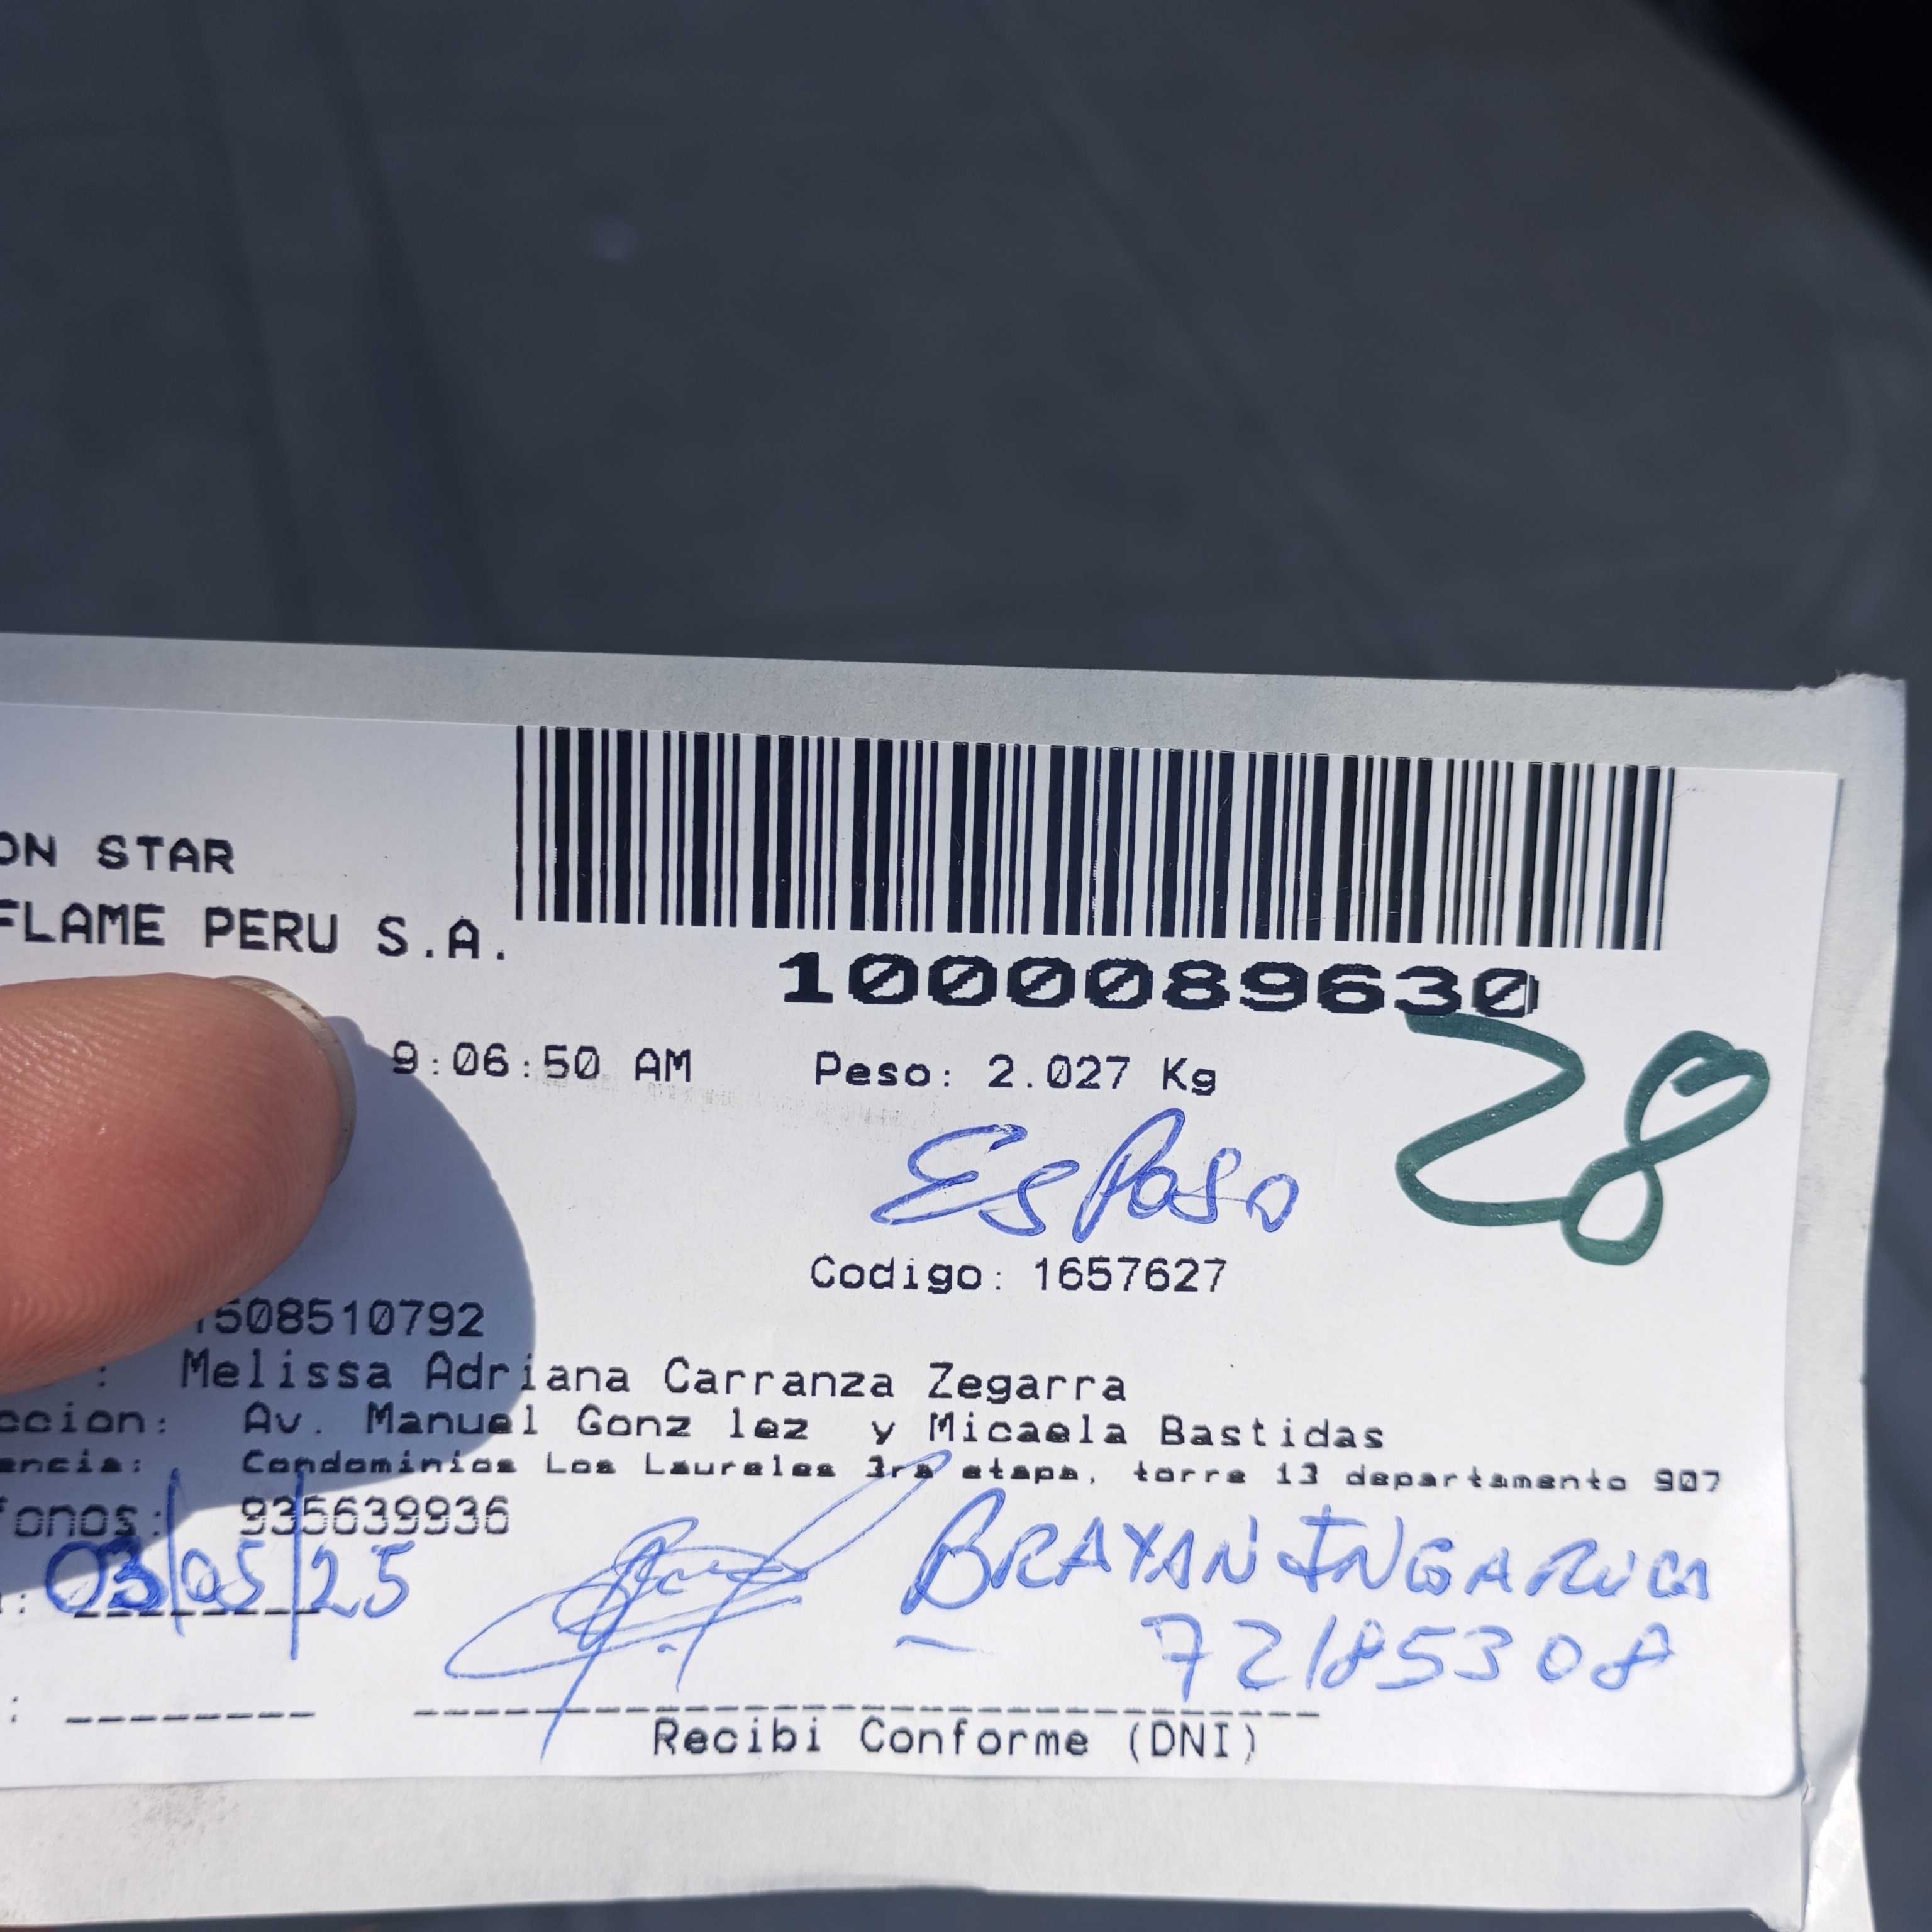 ON STAR
FLAME PERU S.A.
1000089630
28
9:06:50 AM Peso: 2.027 Kg
Esposo
Codigo: 1657627
1508510792
: Melissa Adriana Carranza Zegarra
ccion: Av. Manuel Gonz lez y Micaela Bastidas
encia: Condominios Los Laureles 3ra etapa, torre 13 departamento 907
fonos: 935639936
: 03/05/25 BRAYAN INGARUCA
72185308
: --------
Recibi Conforme (DNI)